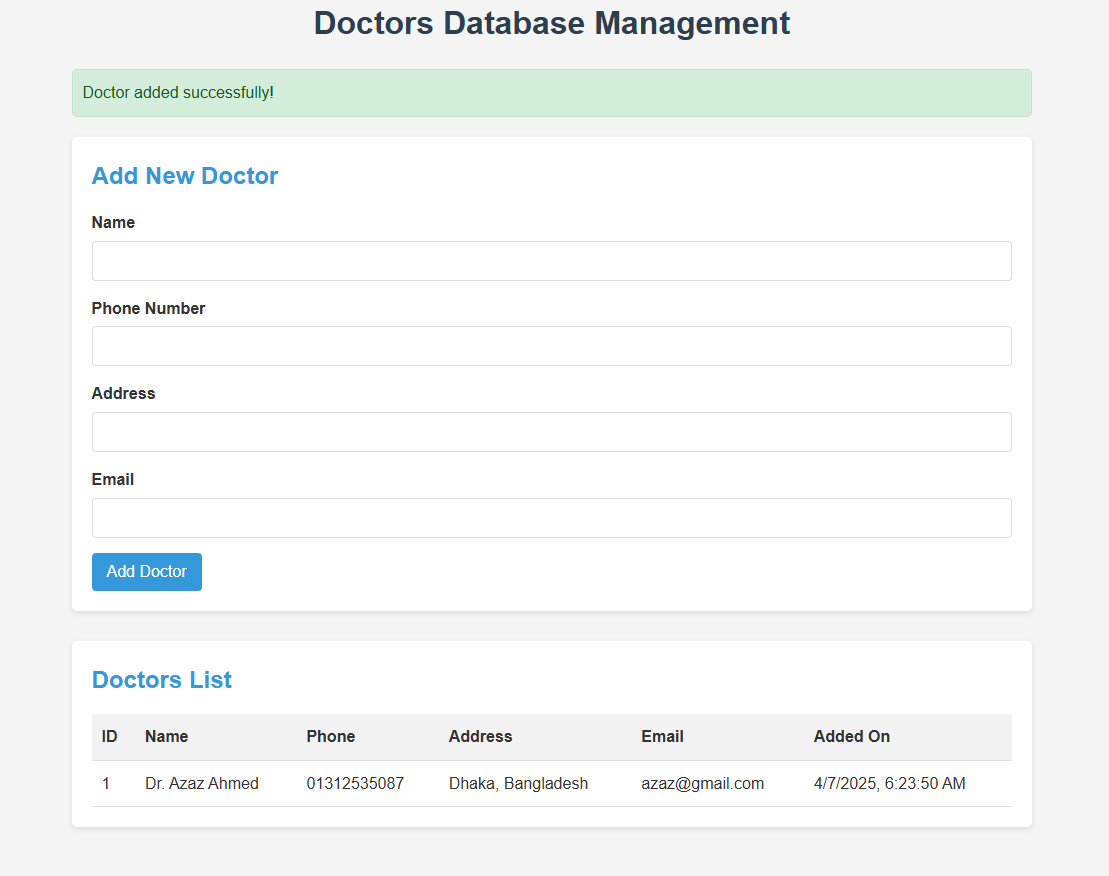 Doctors Database Management
Doctor added successfully!
Add New Doctor
Name
Phone Number
Address
Email
Add Doctor
Doctors List
ID Name Phone Address Email Added On
1 Dr. Azaz Ahmed 01312535087 Dhaka, Bangladesh azaz@gmail.com 4/7/2025, 6:23:50 AM